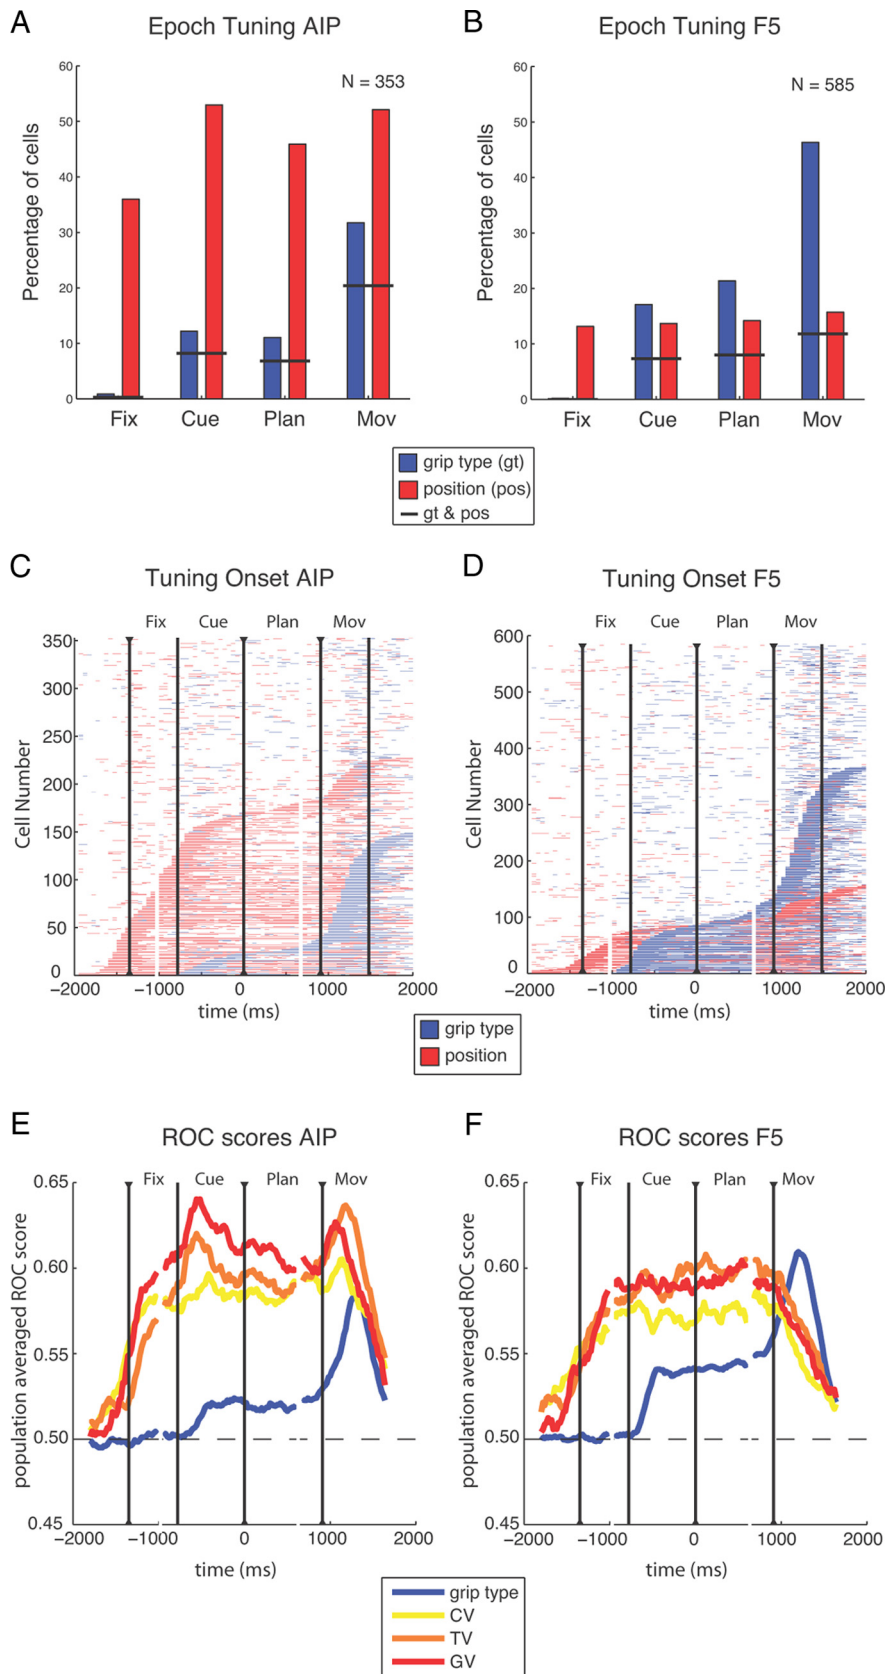 A
Epoch Tuning AIP
N = 353
Percentage of cells
60
50
40
30
20
10
0
Fix Cue Plan Mov
B
Epoch Tuning F5
N = 585
Percentage of cells
60
50
40
30
20
10
0
Fix Cue Plan Mov
grip type (gt)
position (pos)
gt & pos
C
Tuning Onset AIP
Fix Cue Plan Mov
Cell Number
350
300
250
200
150
100
50
0
−2000 −1000 0 1000 2000
time (ms)
D
Tuning Onset F5
Fix Cue Plan Mov
Cell Number
600
500
400
300
200
100
0
−2000 −1000 0 1000 2000
time (ms)
grip type
position
E
ROC scores AIP
Fix Cue Plan Mov
population averaged ROC score
0.65
0.60
0.55
0.50
0.45
−2000 −1000 0 1000 2000
time (ms)
F
ROC scores F5
Fix Cue Plan Mov
population averaged ROC score
0.65
0.60
0.55
0.50
0.45
−2000 −1000 0 1000 2000
time (ms)
grip type
CV
TV
GV